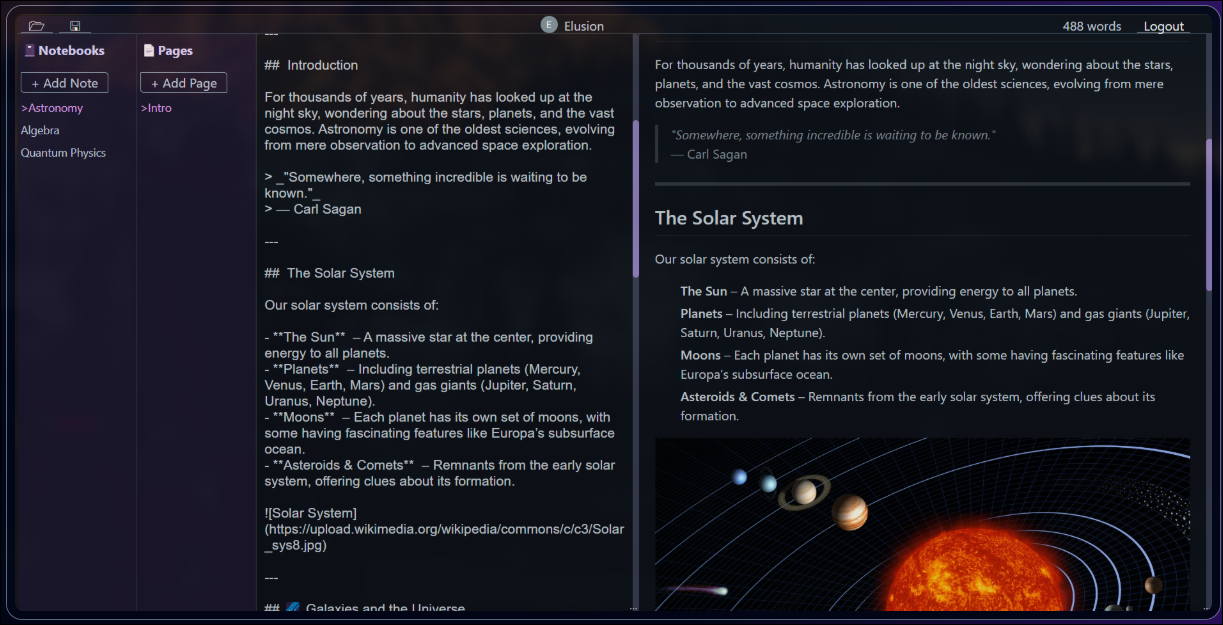 E Elusion
488 words
Logout
Notebooks
+ Add Note
>Astronomy
Algebra
Quantum Physics
Pages
+ Add Page
>Intro
---
## Introduction
For thousands of years, humanity has looked up at the
night sky, wondering about the stars, planets, and the vast
cosmos. Astronomy is one of the oldest sciences, evolving
from mere observation to advanced space exploration.
> _"Somewhere, something incredible is waiting to be
known."_
> — Carl Sagan
---
## The Solar System
Our solar system consists of:
- **The Sun** – A massive star at the center, providing
energy to all planets.
- **Planets** – Including terrestrial planets (Mercury,
Venus, Earth, Mars) and gas giants (Jupiter, Saturn,
Uranus, Neptune).
- **Moons** – Each planet has its own set of moons, with
some having fascinating features like Europa's subsurface
ocean.
- **Asteroids & Comets** – Remnants from the early solar
system, offering clues about its formation.
![Solar System]
(https://upload.wikimedia.org/wikipedia/commons/c/c3/Solar
_sys8.jpg)
---
## 🌌 Galaxies and the Universe
For thousands of years, humanity has looked up at the night sky, wondering about the stars,
planets, and the vast cosmos. Astronomy is one of the oldest sciences, evolving from mere
observation to advanced space exploration.
"Somewhere, something incredible is waiting to be known."
— Carl Sagan
The Solar System
Our solar system consists of:
The Sun – A massive star at the center, providing energy to all planets.
Planets – Including terrestrial planets (Mercury, Venus, Earth, Mars) and gas giants (Jupiter,
Saturn, Uranus, Neptune).
Moons – Each planet has its own set of moons, with some having fascinating features like
Europa's subsurface ocean.
Asteroids & Comets – Remnants from the early solar system, offering clues about its
formation.